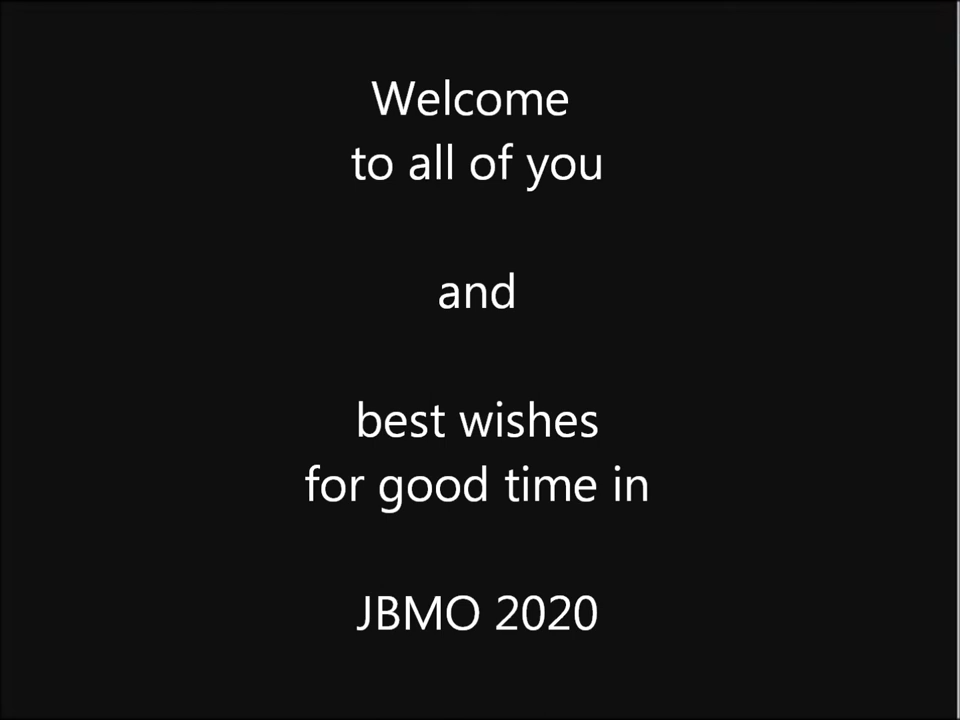 Welcome
to all of you
and
best wishes
for good time in
JBMO 2020